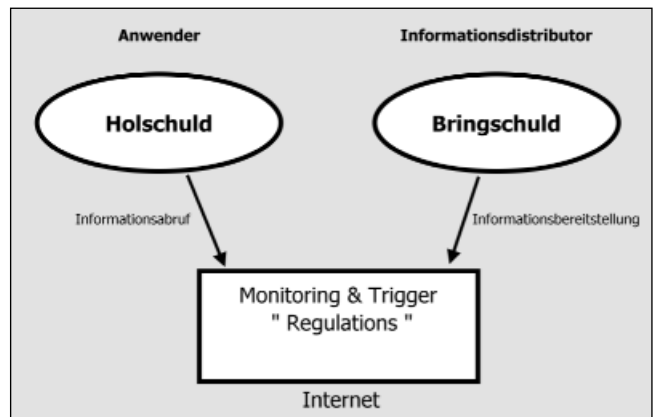 Anwender
Informationsdistributor
Holschuld
Bringschuld
Informationsabruf
Informationsbereitstellung
Monitoring & Trigger
" Regulations "
Internet